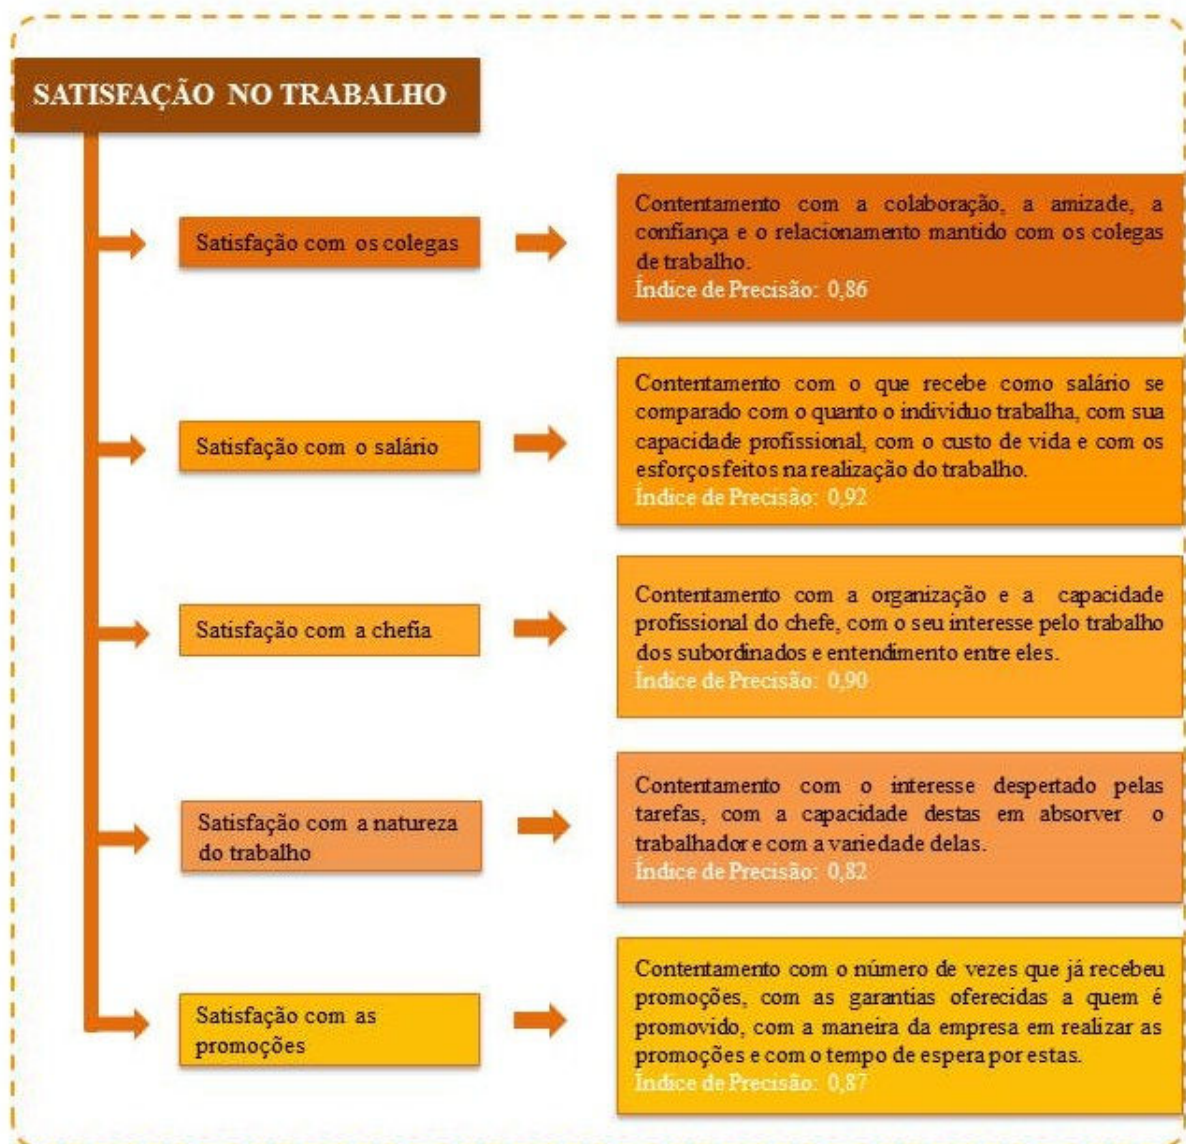 SATISFAÇÃO NO TRABALHO
Satisfação com os colegas
Contentamento com a colaboração, a amizade, a
confiança e o relacionamento mantido com os colegas
de trabalho.
Índice de Precisão: 0,86
Satisfação com o salário
Contentamento com o que recebe como salário se
comparado com o quanto o indivíduo trabalha, com sua
capacidade profissional, com o custo de vida e com os
esforços feitos na realização do trabalho.
Índice de Precisão: 0,92
Satisfação com a chefia
Contentamento com a organização e a capacidade
profissional do chefe, com o seu interesse pelo trabalho
dos subordinados e entendimento entre eles.
Índice de Precisão: 0,90
Satisfação com a natureza
do trabalho
Contentamento com o interesse despertado pelas
tarefas, com a capacidade destas em absorver o
trabalhador e com a variedade delas.
Índice de Precisão: 0,82
Satisfação com as
promoções
Contentamento com o número de vezes que já recebeu
promoções, com as garantias oferecidas a quem é
promovido, com a maneira da empresa em realizar as
promoções e com o tempo de espera por estas.
Índice de Precisão: 0,87